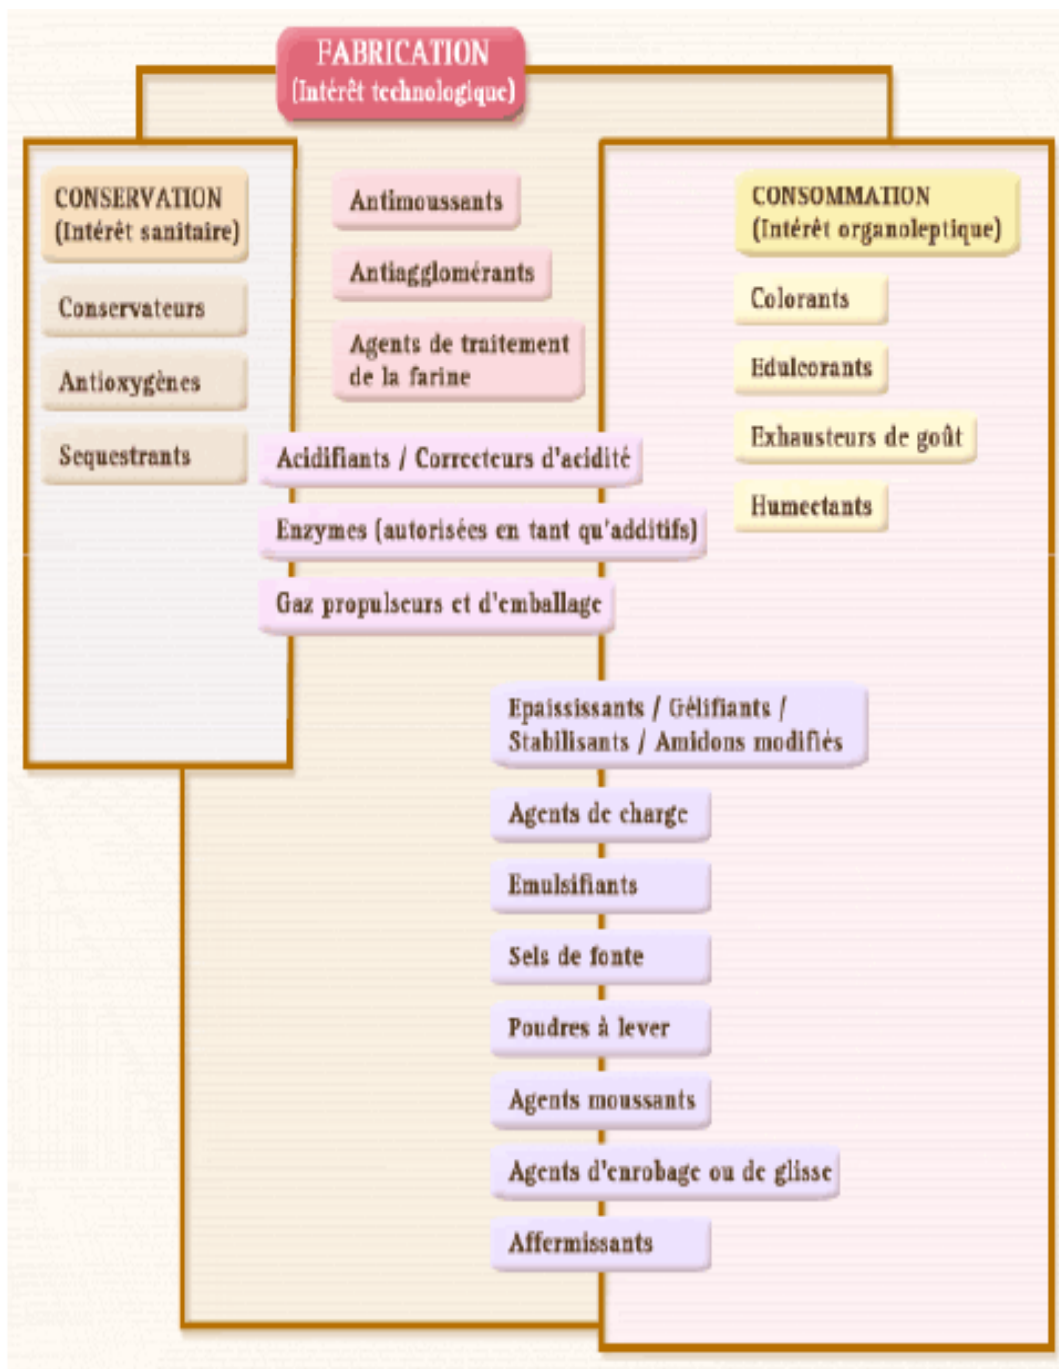 FABRICATION
(Intérêt technologique)
CONSERVATION
(Intérêt sanitaire)
Conservateurs
Antioxygènes
Sequestrants
Antimoussants
Antiagglomérants
Agents de traitement
de la farine
CONSOMMATION
(Intérêt organoleptique)
Colorants
Edulcorants
Exhausteurs de goût
Humectants
Acidifiants / Correcteurs d'acidité
Enzymes (autorisées en tant qu'additifs)
Gaz propulseurs et d'emballage
Epaississants / Gélifiants /
Stabilisants / Amidons modifiés
Agents de charge
Emulsifiants
Sels de fonte
Poudres à lever
Agents moussants
Agents d'enrobage ou de glisse
Affermissants